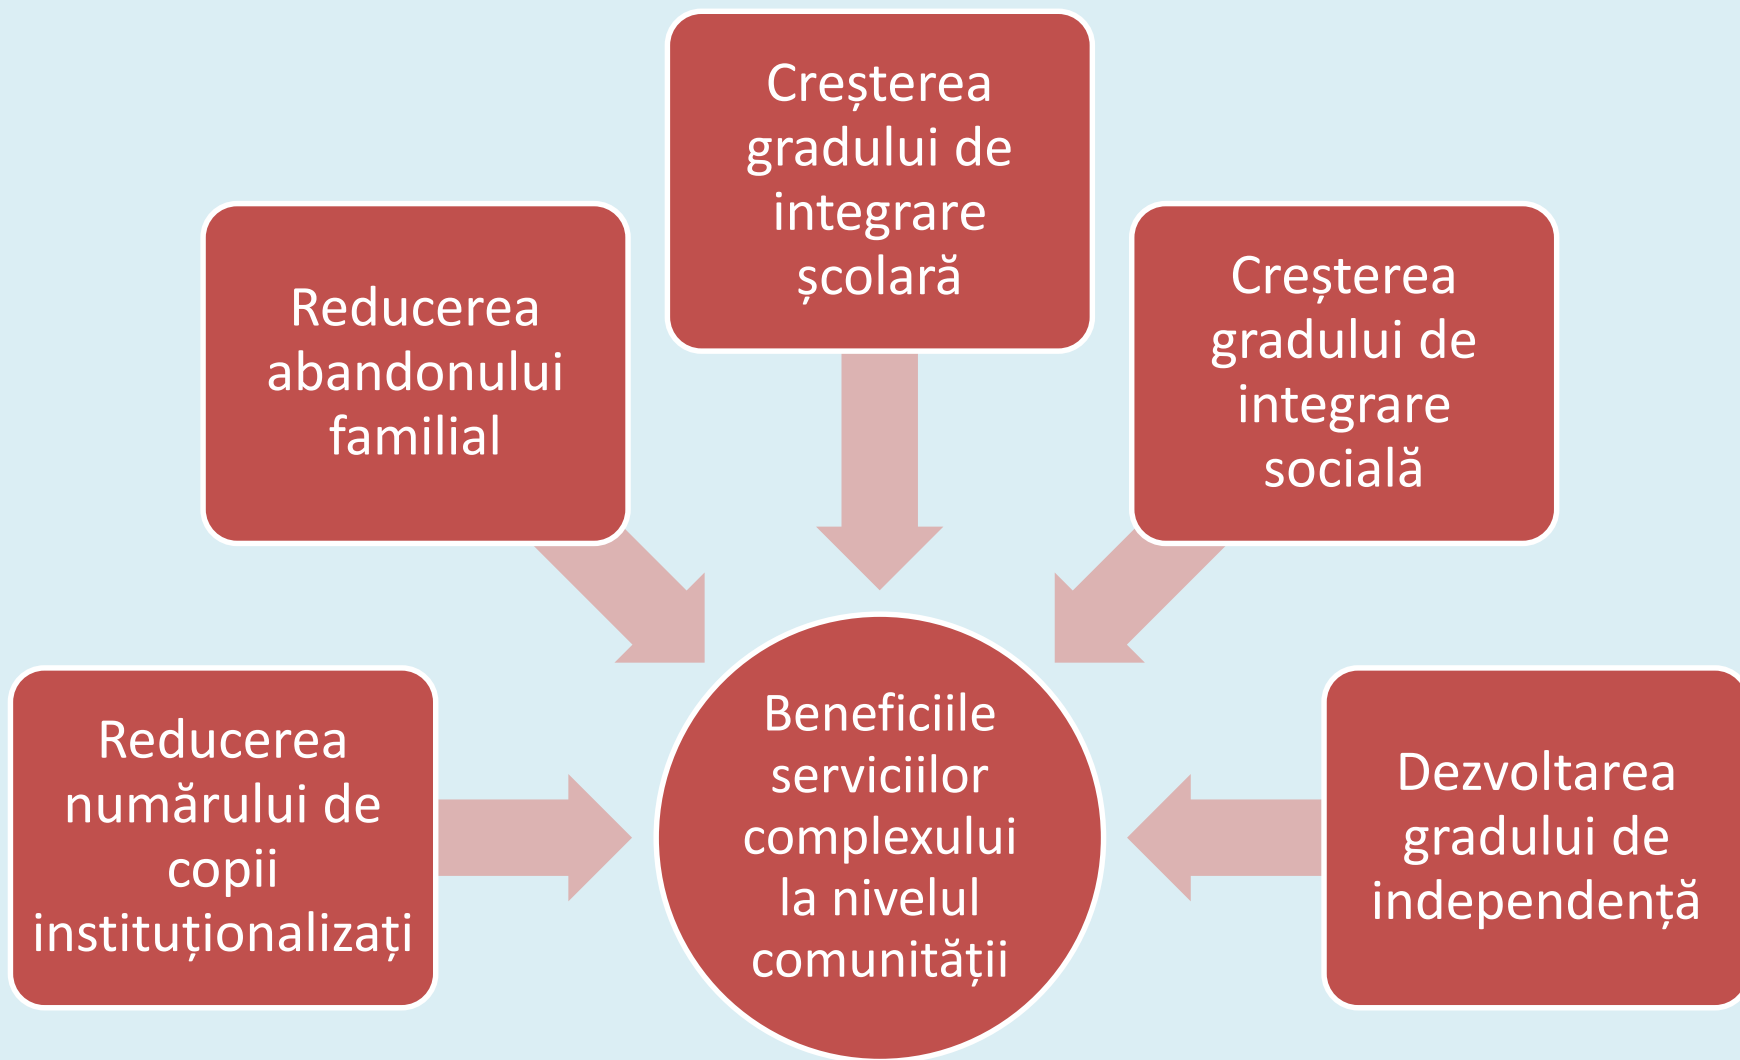 Creșterea
gradului de
integrare
școlară
Reducerea
abandonului
familial
Creșterea
gradului de
integrare
socială
Reducerea
numărului de
copii
instituționalizați
Beneficiile
serviciilor
complexului
la nivelul
comunității
Dezvoltarea
gradului de
independență